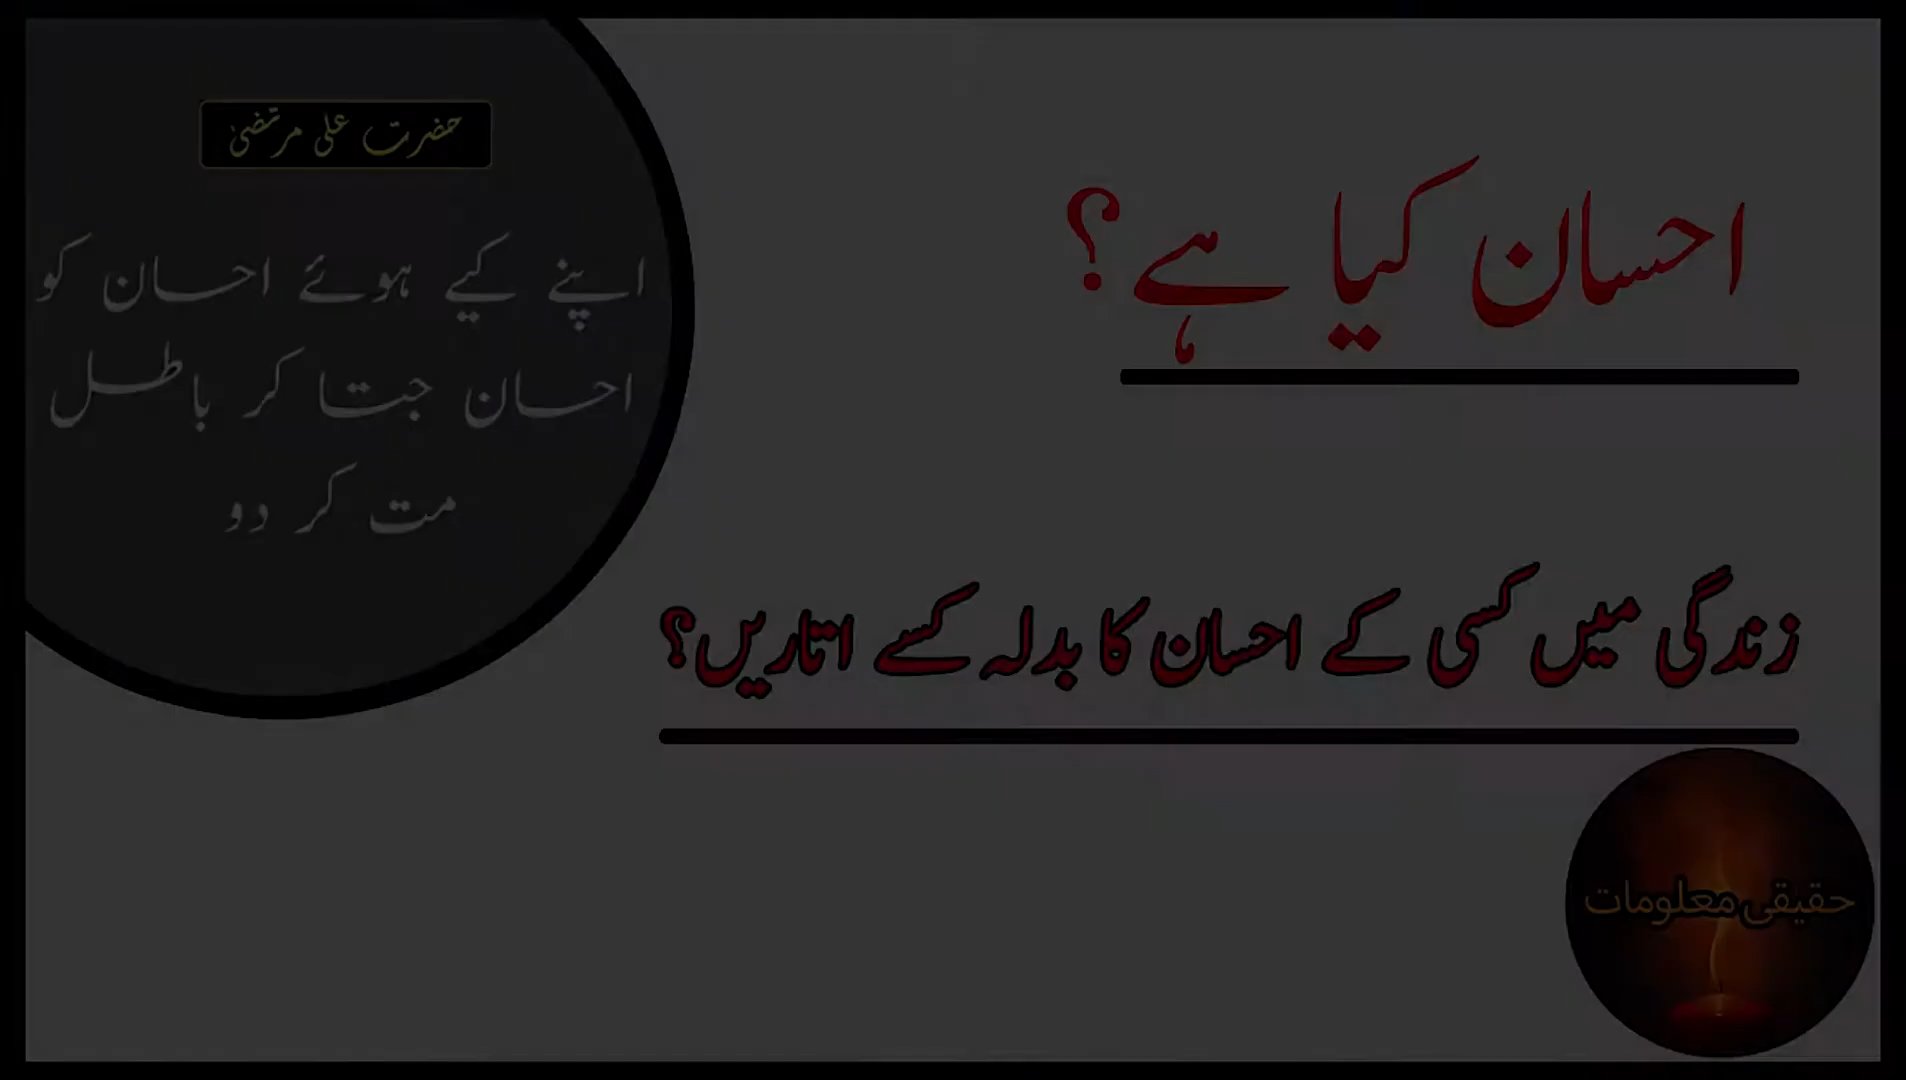 حضرت علی مرتضیٰ
اپنے کیے ہوئے احسان کو
احسان جتا کر باطل
مت کر دو
احسان کیا ہے؟
زندگی میں کسی کے احسان کا بدلہ کسے اتاریں؟
حقیقی معلومات